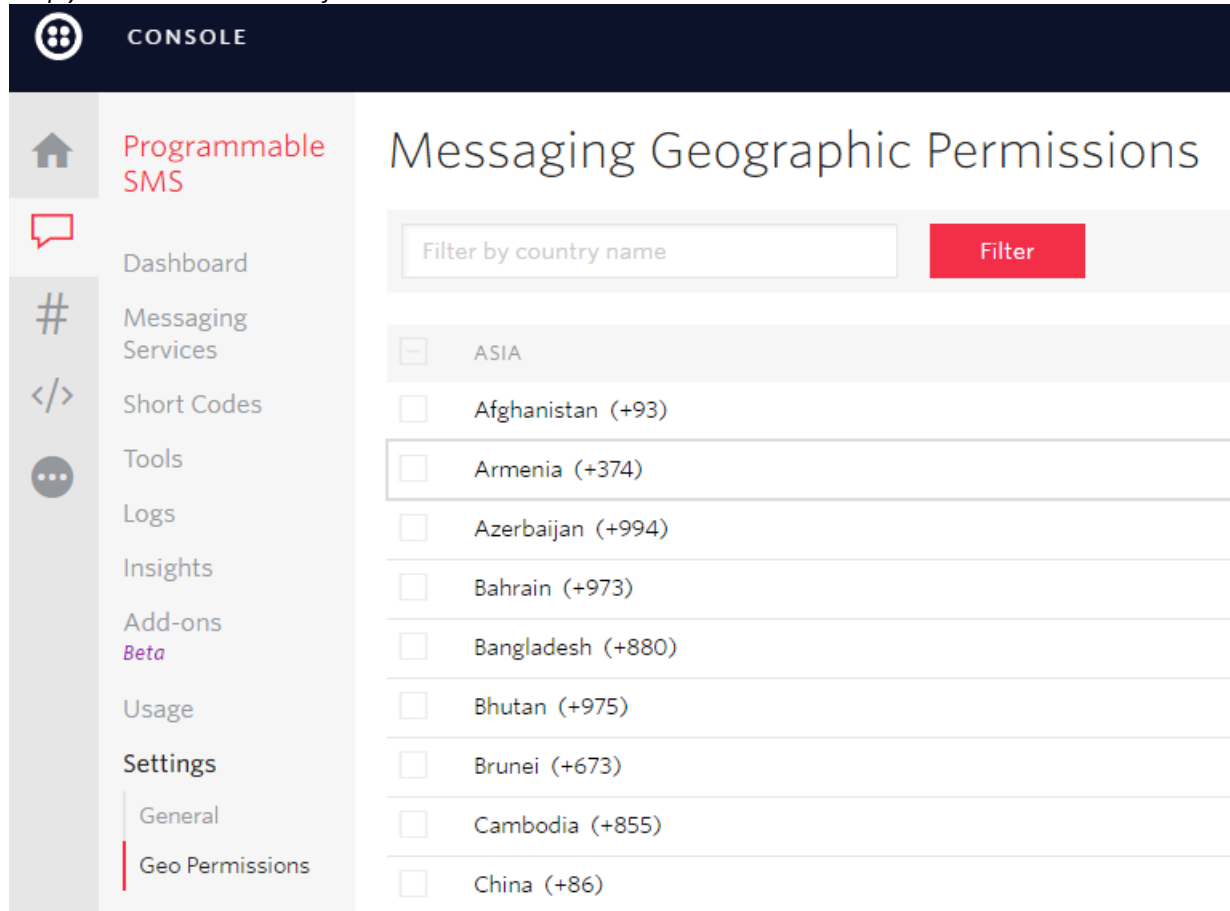 CONSOLE
Programmable
SMS
Dashboard
Messaging
Services
Short Codes
Tools
Logs
Insights
Add-ons
Beta
Usage
Settings
General
Geo Permissions
Messaging Geographic Permissions
Filter by country name
Filter
ASIA
Afghanistan (+93)
Armenia (+374)
Azerbaijan (+994)
Bahrain (+973)
Bangladesh (+880)
Bhutan (+975)
Brunei (+673)
Cambodia (+855)
China (+86)